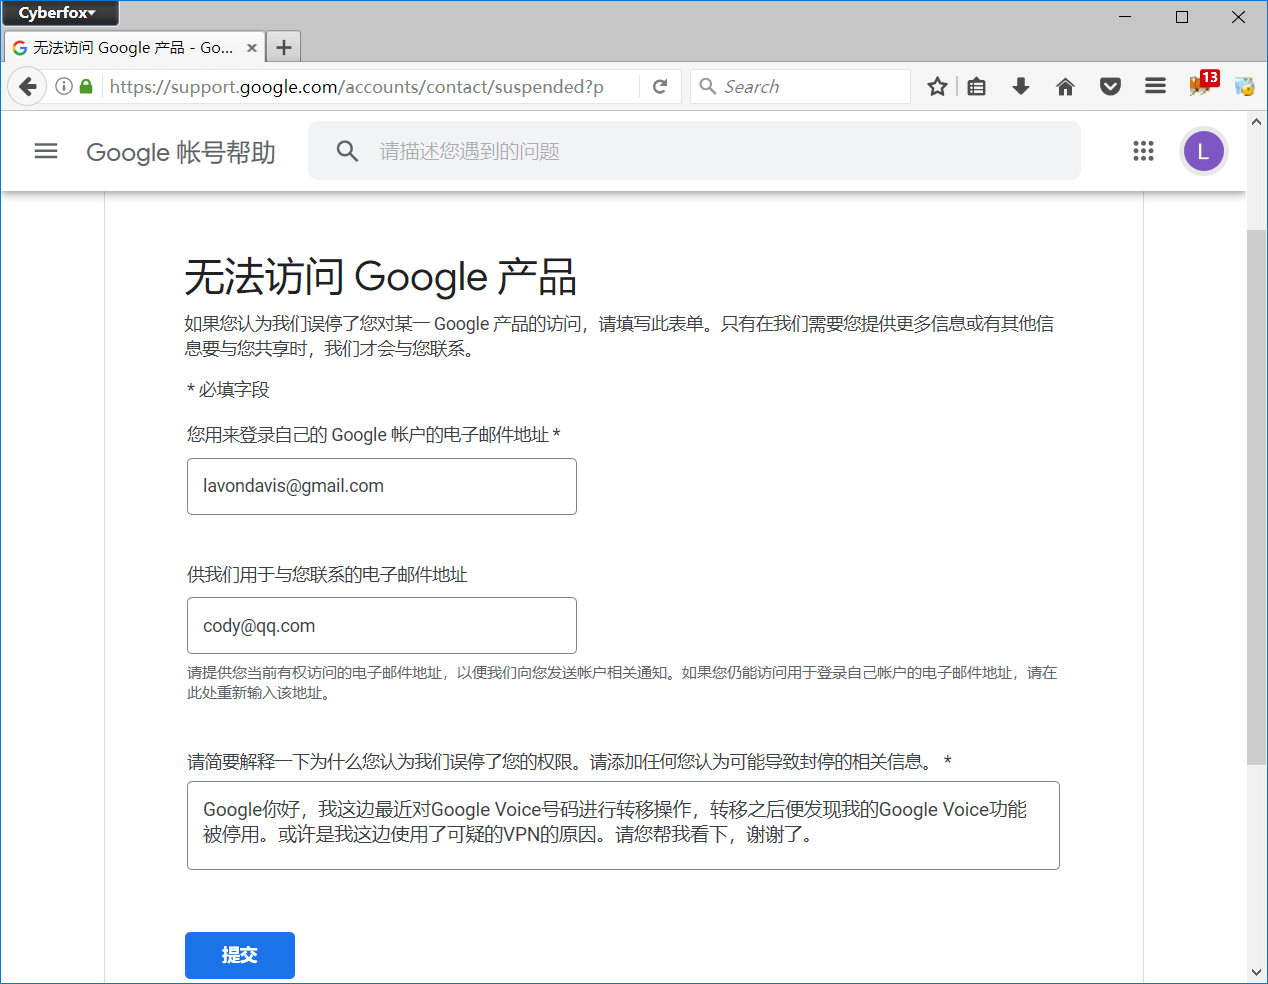 Cyberfox
无法访问 Google 产品 - Go...
https://support.google.com/accounts/contact/suspended?p
Search
13
Google 帐号帮助
请描述您遇到的问题
L
无法访问 Google 产品
如果您认为我们误停了您对某一 Google 产品的访问，请填写此表单。只有在我们需要您提供更多信息或有其他信
息要与您共享时，我们才会与您联系。
* 必填字段
您用来登录自己的 Google 帐户的电子邮件地址 *
lavondavis@gmail.com
供我们用于与您联系的电子邮件地址
cody@qq.com
请提供您当前有权访问的电子邮件地址，以便我们向您发送帐户相关通知。如果您仍能访问用于登录自己帐户的电子邮件地址，请在
此处重新输入该地址。
请简要解释一下为什么您认为我们误停了您的权限。请添加任何您认为可能导致封停的相关信息。 *
Google你好，我这边最近对Google Voice号码进行转移操作，转移之后便发现我的Google Voice功能
被停用。或许是我这边使用了可疑的VPN的原因。请您帮我看下，谢谢了。
提交